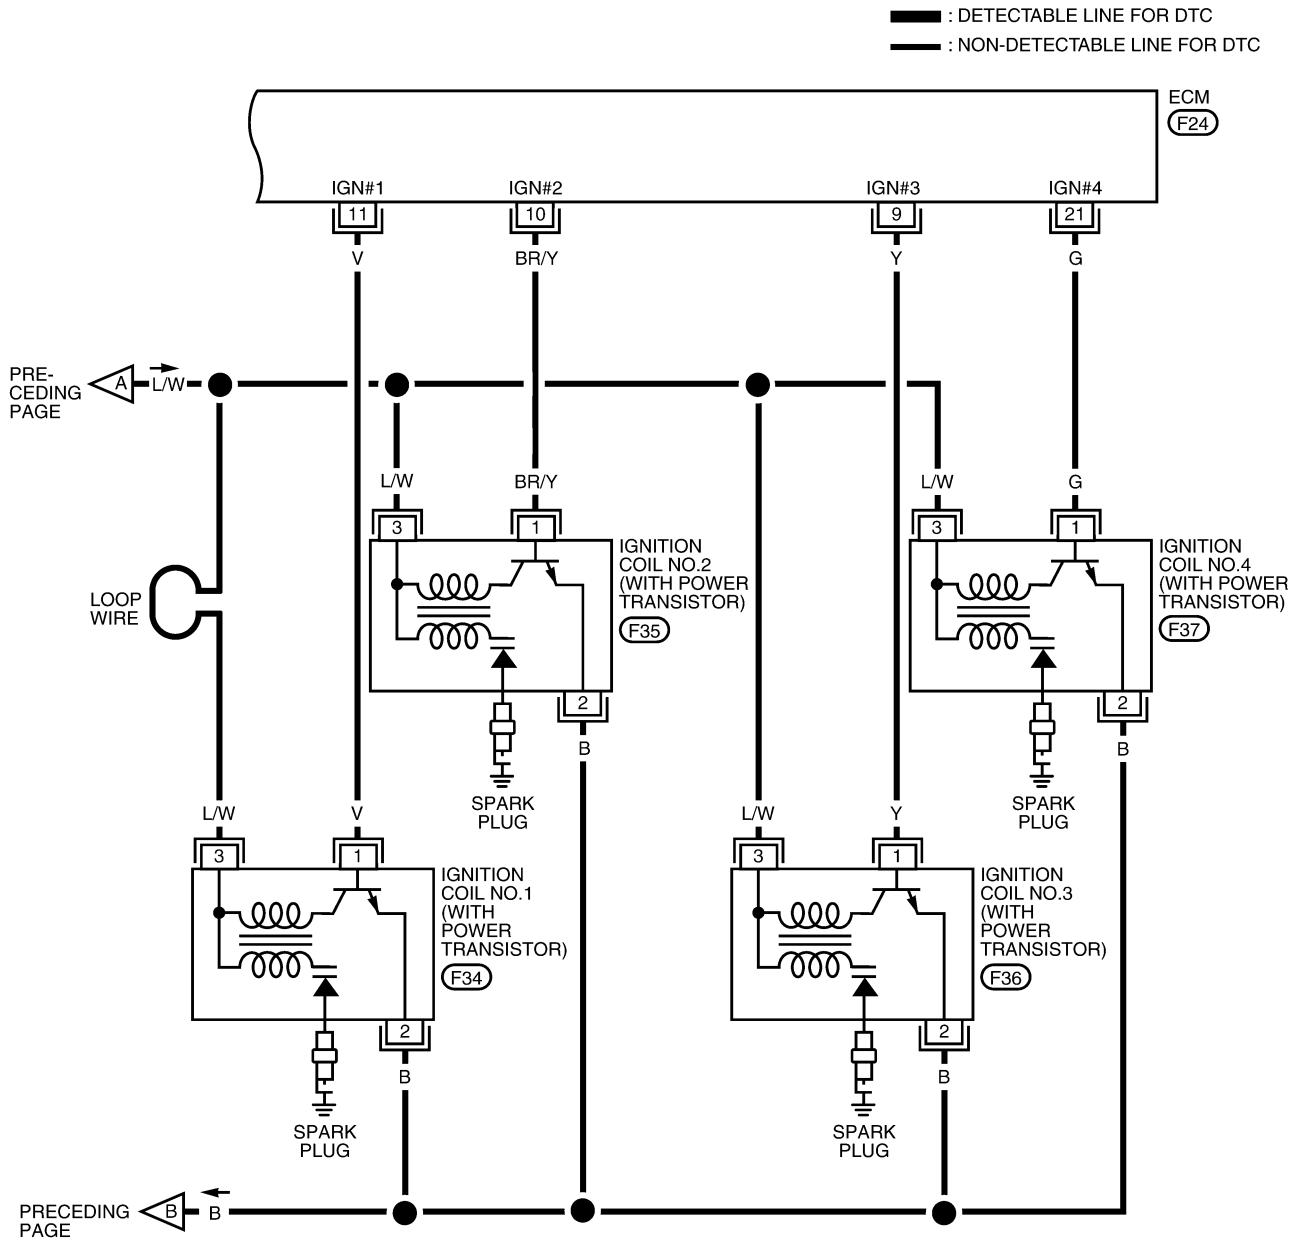 : DETECTABLE LINE FOR DTC
: NON-DETECTABLE LINE FOR DTC
ECM
F24
IGN#1
IGN#2
IGN#3
IGN#4
11
10
9
21
V
BR/Y
Y
G
PRE-
CEDING
PAGE
A
L/W
L/W
BR/Y
L/W
G
3
1
3
1
IGNITION
COIL NO.2
(WITH POWER
TRANSISTOR)
F35
IGNITION
COIL NO.4
(WITH POWER
TRANSISTOR)
F37
LOOP
WIRE
2
2
B
B
SPARK
PLUG
SPARK
PLUG
L/W
V
L/W
Y
3
1
3
1
IGNITION
COIL NO.1
(WITH
POWER
TRANSISTOR)
F34
IGNITION
COIL NO.3
(WITH
POWER
TRANSISTOR)
F36
2
2
B
B
SPARK
PLUG
SPARK
PLUG
PRECEDING
PAGE
B
B